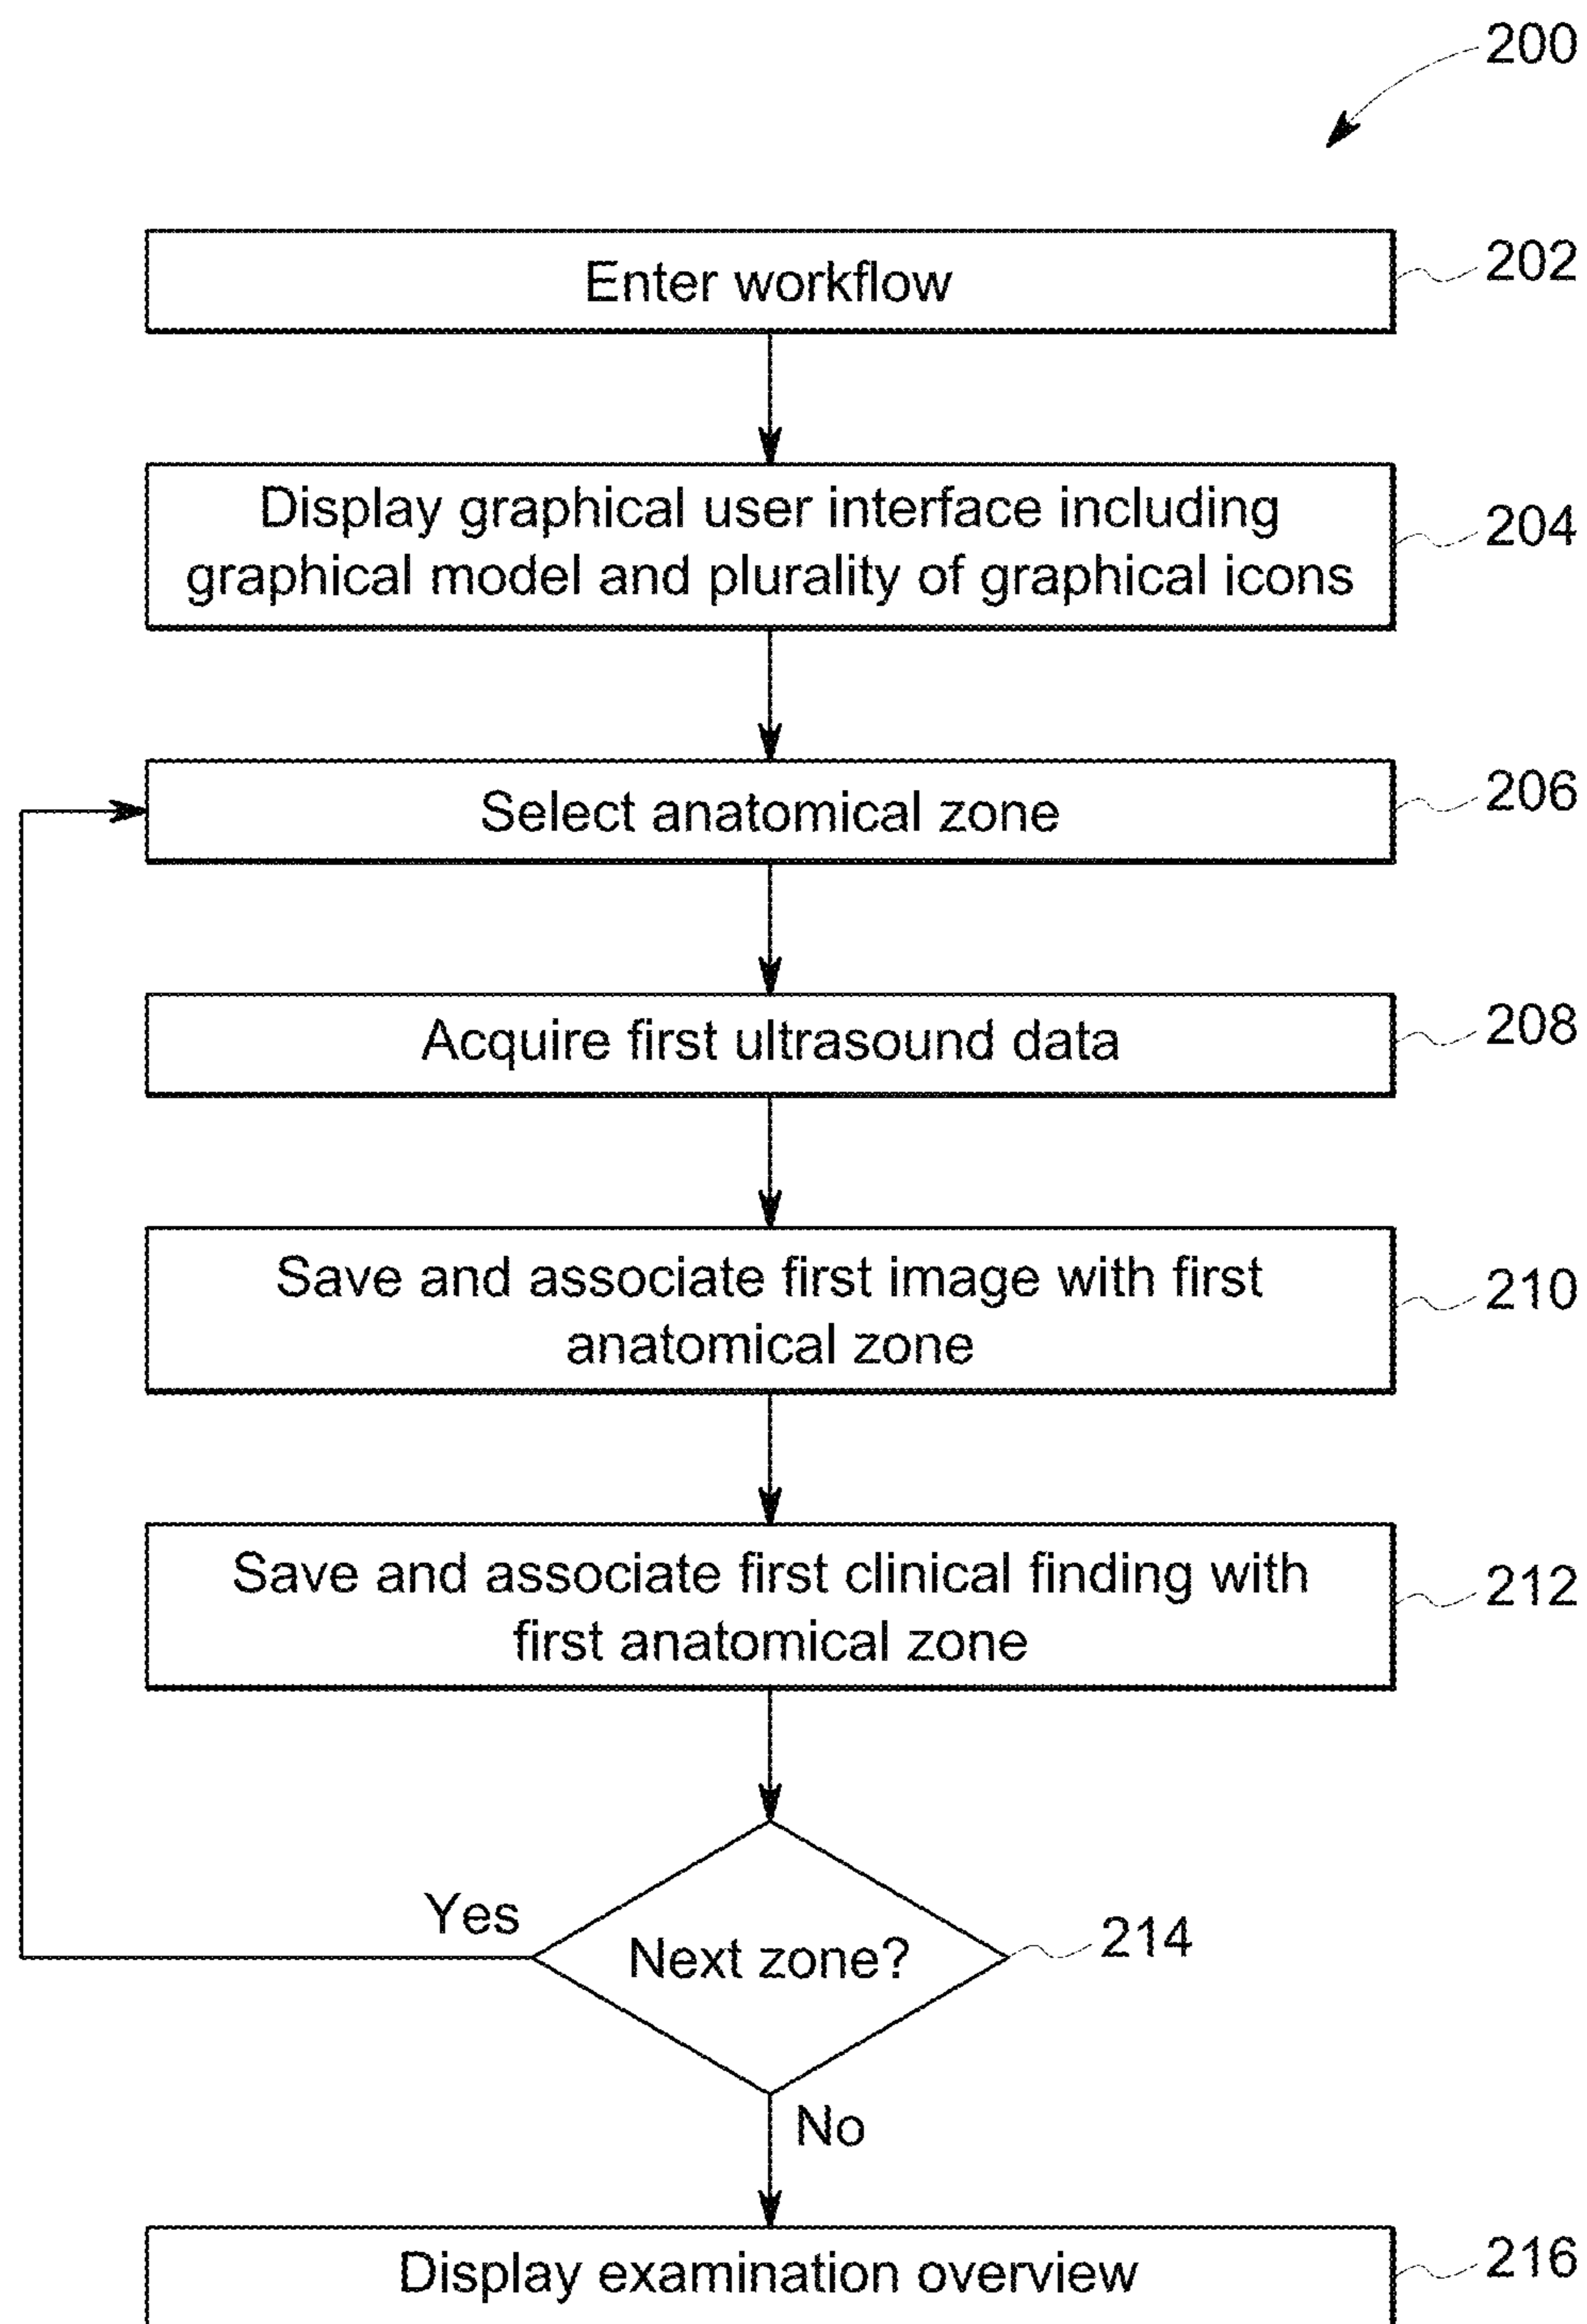 200
Enter workflow
202
Display graphical user interface including
graphical model and plurality of graphical icons
204
Select anatomical zone
206
Acquire first ultrasound data
208
Save and associate first image with first
anatomical zone
210
Save and associate first clinical finding with
first anatomical zone
212
Yes
Next zone?
214
No
Display examination overview
216